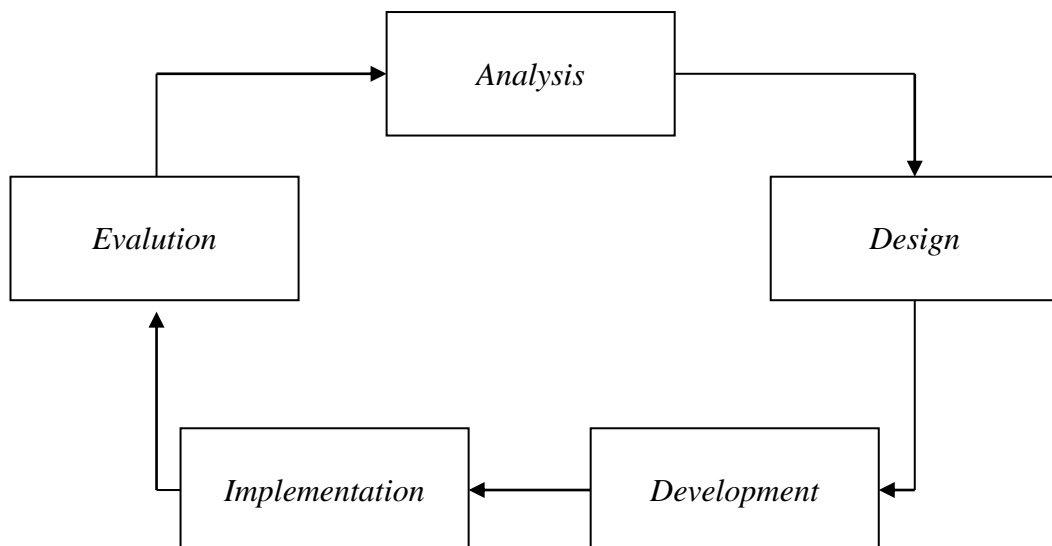 Analysis
Evalution
Design
Implementation
Development